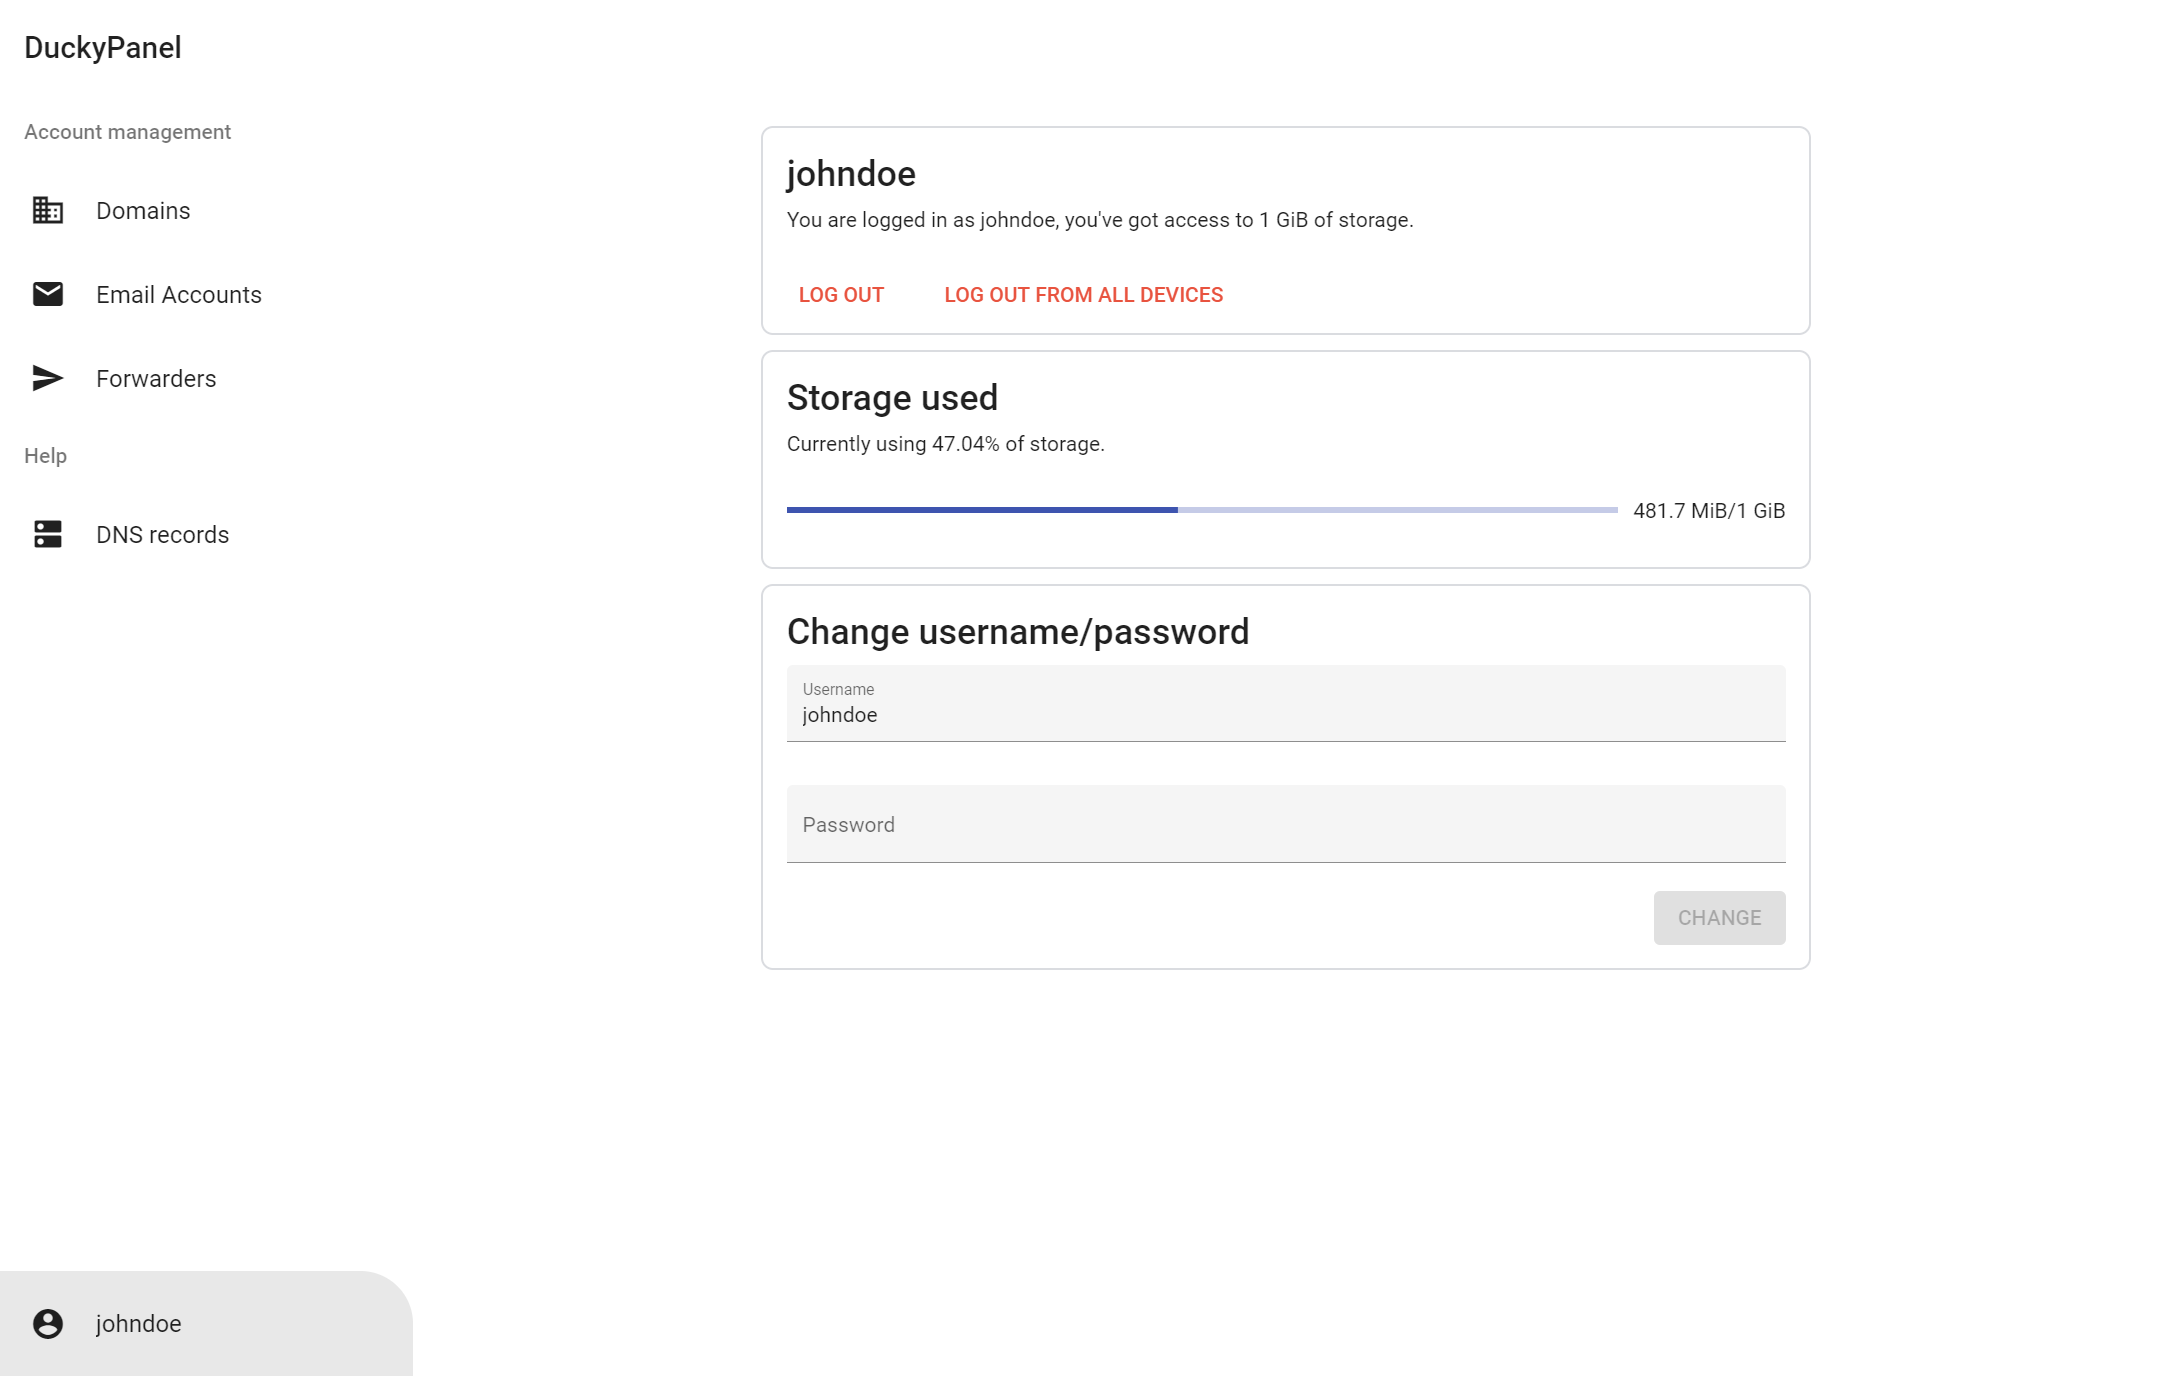 DuckyPanel
Account management
Domains
Email Accounts
Forwarders
Help
DNS records
johndoe
johndoe
You are logged in as johndoe, you've got access to 1 GiB of storage.
LOG OUT
LOG OUT FROM ALL DEVICES
Storage used
Currently using 47.04% of storage.
481.7 MiB/1 GiB
Change username/password
Username
johndoe
Password
CHANGE